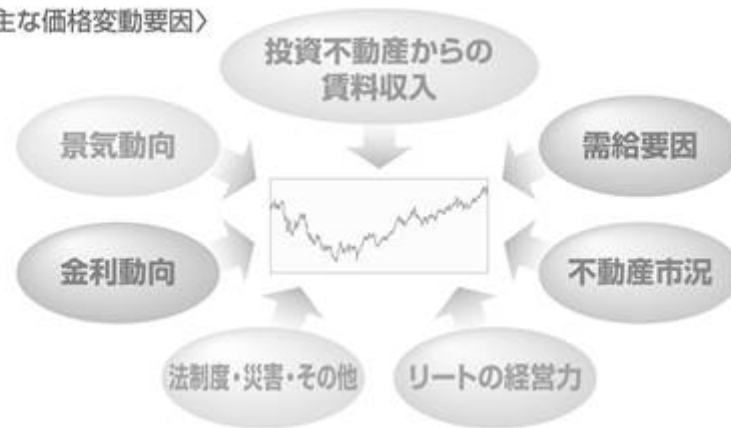 主な価格変動要因〉
投資不動産からの
賃料収入
景気動向
需給要因
金利動向
不動産市況
法制度・災害・その他
リートの経営力